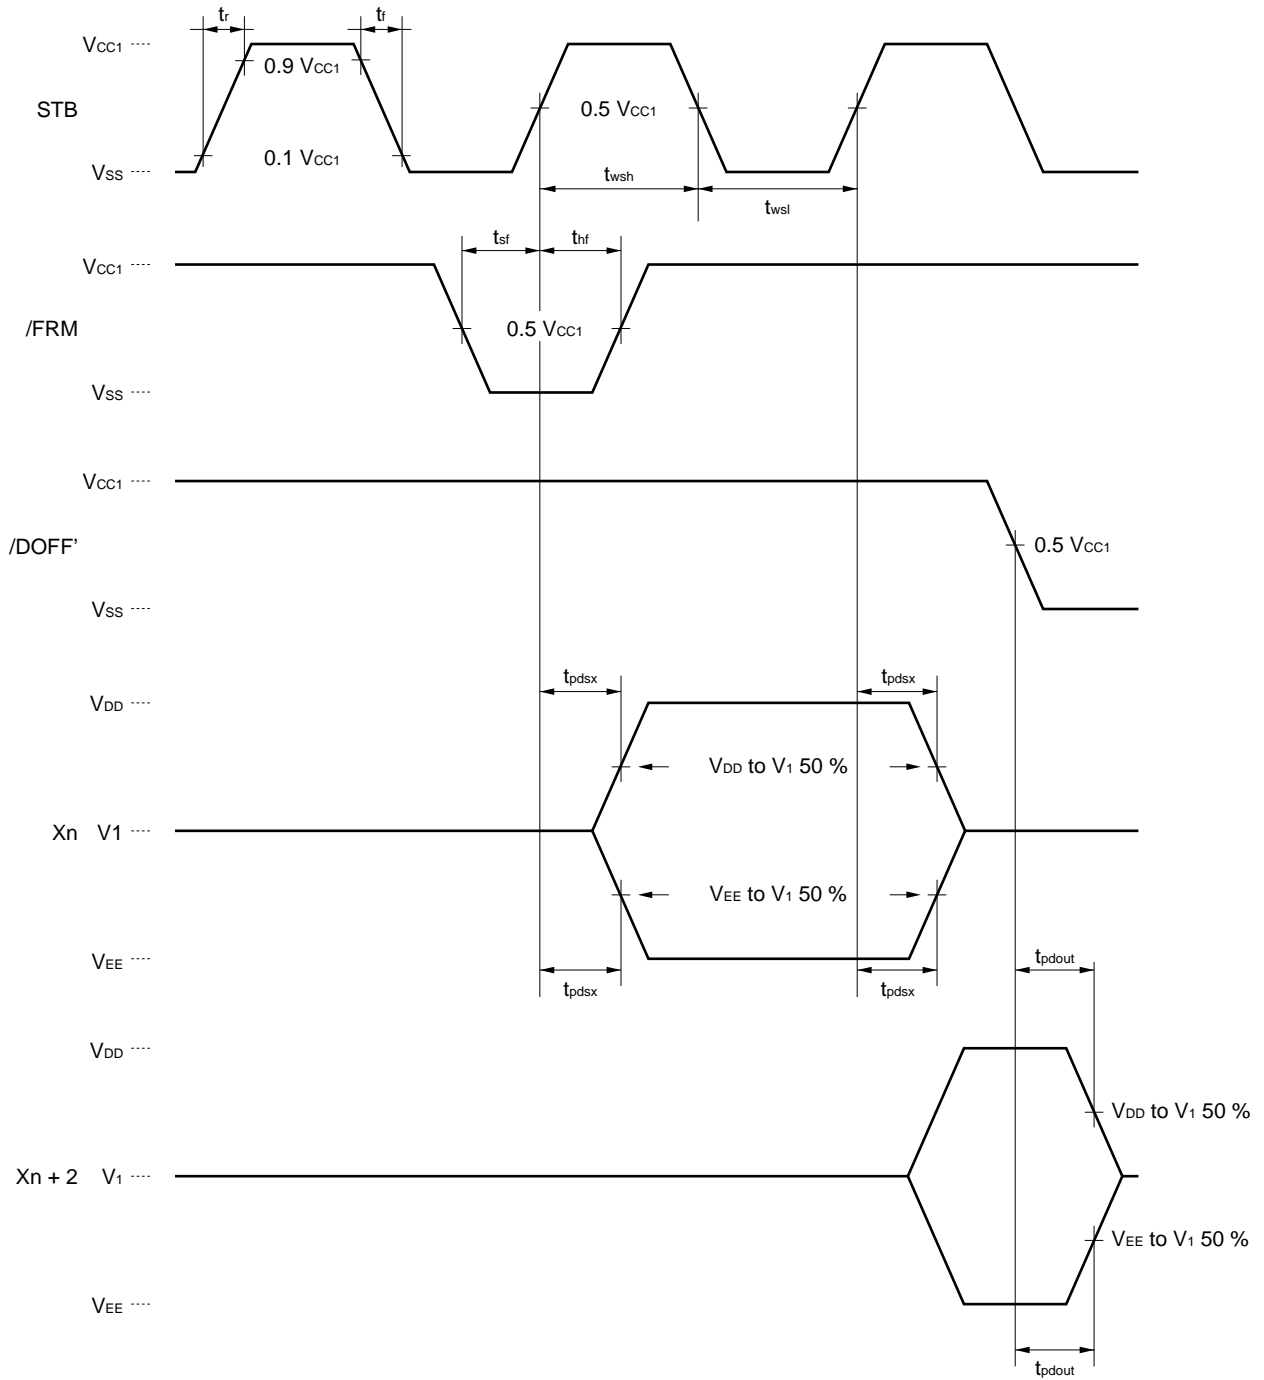 tr tf
VCC1
0.9 VCC1
STB
0.5 VCC1
0.1 VCC1
VSS
twsh
twsl
tsf thf
VCC1
/FRM
0.5 VCC1
VSS
VCC1
/DOFF’
0.5 VCC1
VSS
tpdsx tpdsx
VDD
VDD to V1 50 %
Xn V1
VEE to V1 50 %
VEE
tpdsx tpdsx
tpdout
VDD
VDD to V1 50 %
Xn + 2 V1
VEE to V1 50 %
VEE
tpdout